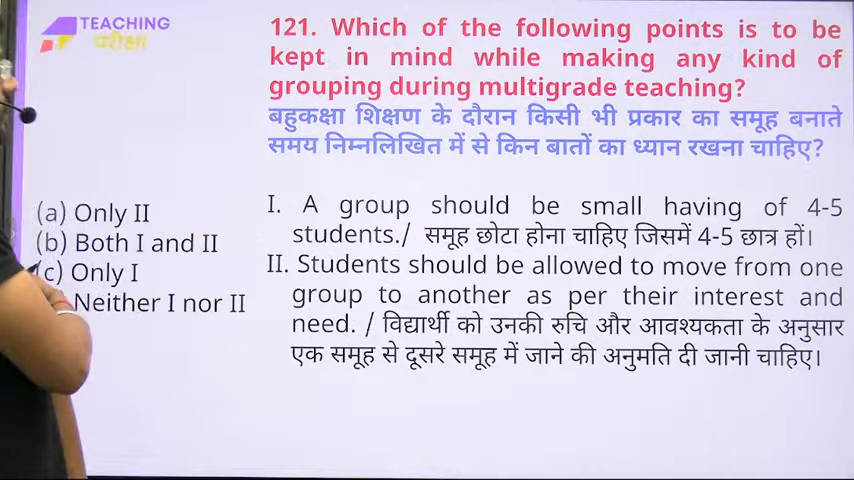 TEACHING
परीक्षा
121. Which of the following points is to be
kept in mind while making any kind of
grouping during multigrade teaching?
बहुकक्षा शिक्षण के दौरान किसी भी प्रकार का समूह बनाते
समय निम्नलिखित में से किन बातों का ध्यान रखना चाहिए?
(a) Only II
(b) Both I and II
(c) Only I
Neither I nor II
I. A group should be small having of 4-5
students./ समूह छोटा होना चाहिए जिसमें 4-5 छात्र हों।
II. Students should be allowed to move from one
group to another as per their interest and
need. / विद्यार्थी को उनकी रुचि और आवश्यकता के अनुसार
एक समूह से दूसरे समूह में जाने की अनुमति दी जानी चाहिए।